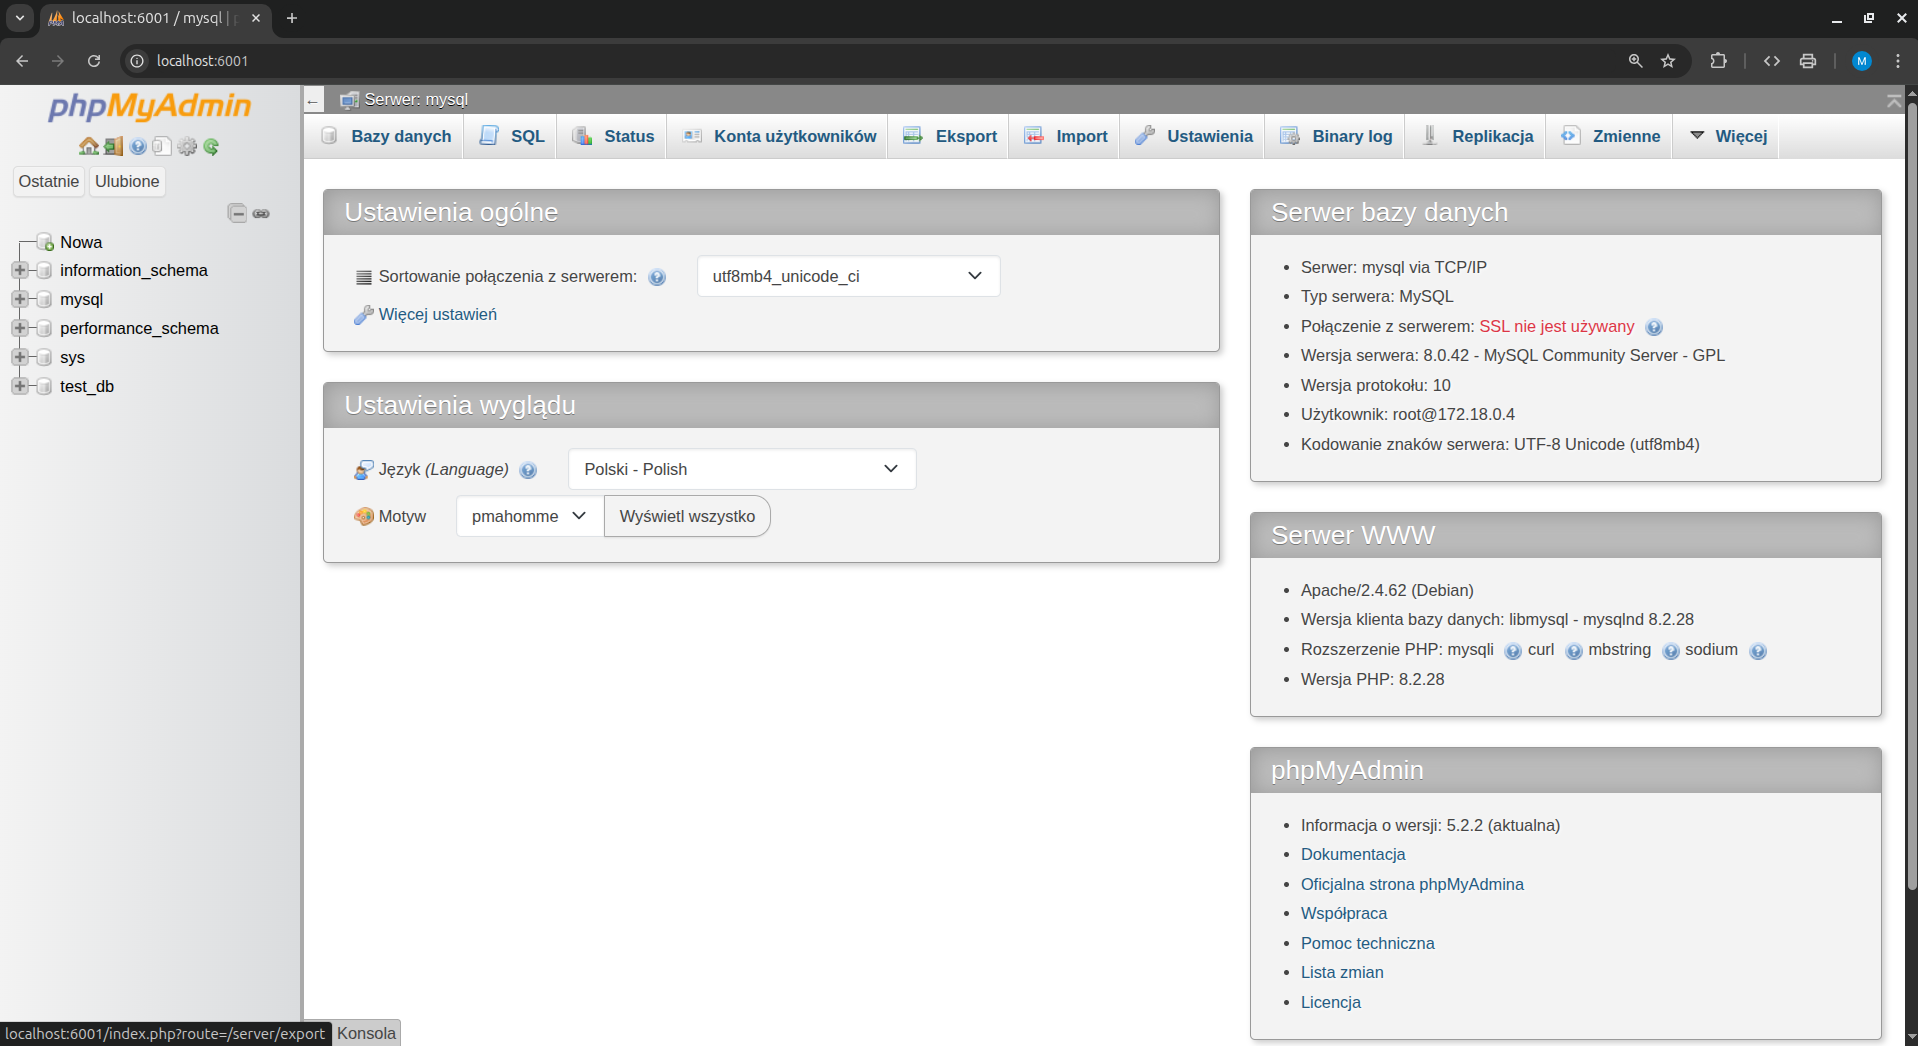 localhost:6001 / mysql |
localhost:6001
M
phpMyAdmin
Ostatnie
Ulubione
Nowa
information_schema
mysql
performance_schema
sys
test_db
Serwer: mysql
Bazy danych
SQL
Status
Konta użytkowników
Eksport
Import
Ustawienia
Binary log
Replikacja
Zmienne
Więcej
Ustawienia ogólne
Sortowanie połączenia z serwerem:
utf8mb4_unicode_ci
Więcej ustawień
Ustawienia wyglądu
Język (Language)
Polski - Polish
Motyw
pmahomme
Wyświetl wszystko
Serwer bazy danych
Serwer: mysql via TCP/IP
Typ serwera: MySQL
Połączenie z serwerem: SSL nie jest używany
Wersja serwera: 8.0.42 - MySQL Community Server - GPL
Wersja protokołu: 10
Użytkownik: root@172.18.0.4
Kodowanie znaków serwera: UTF-8 Unicode (utf8mb4)
Serwer WWW
Apache/2.4.62 (Debian)
Wersja klienta bazy danych: libmysql - mysqlnd 8.2.28
Rozszerzenie PHP: mysqli curl mbstring sodium
Wersja PHP: 8.2.28
phpMyAdmin
Informacja o wersji: 5.2.2 (aktualna)
Dokumentacja
Oficjalna strona phpMyAdmina
Współpraca
Pomoc techniczna
Lista zmian
Licencja
localhost:6001/index.php?route=/server/export
Konsola